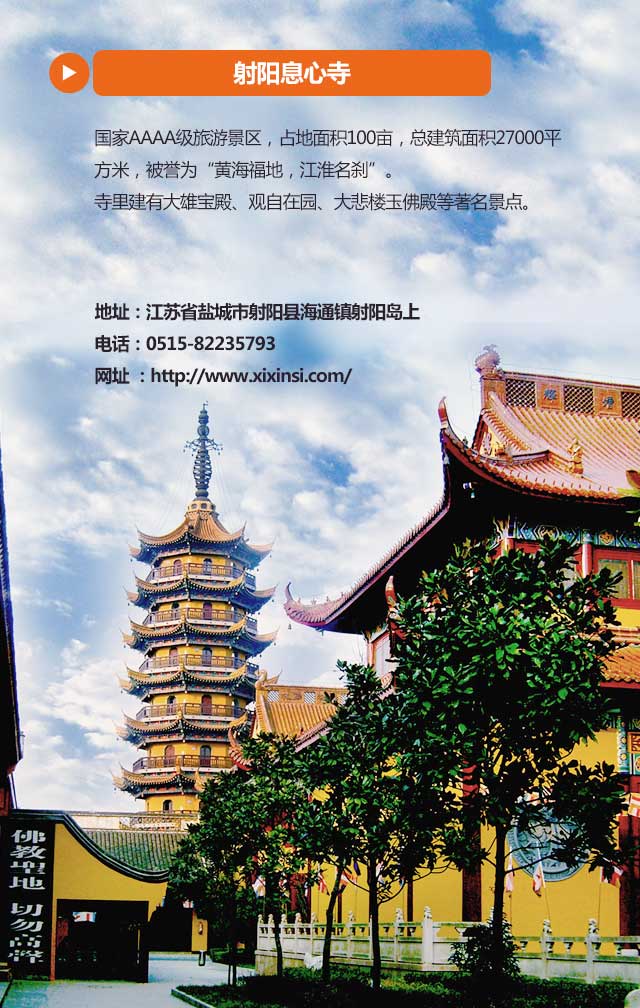 射阳息心寺
国家AAAA级旅游景区，占地面积100亩，总建筑面积27000平
方米，被誉为“黄海福地，江淮名刹”。
寺里建有大雄宝殿、观自在园、大悲楼玉佛殿等著名景点。
地址：江苏省盐城市射阳县海通镇射阳岛上
电话：0515-82235793
网址 ：http://www.xixinsi.com/
佛教圣地 切勿高声